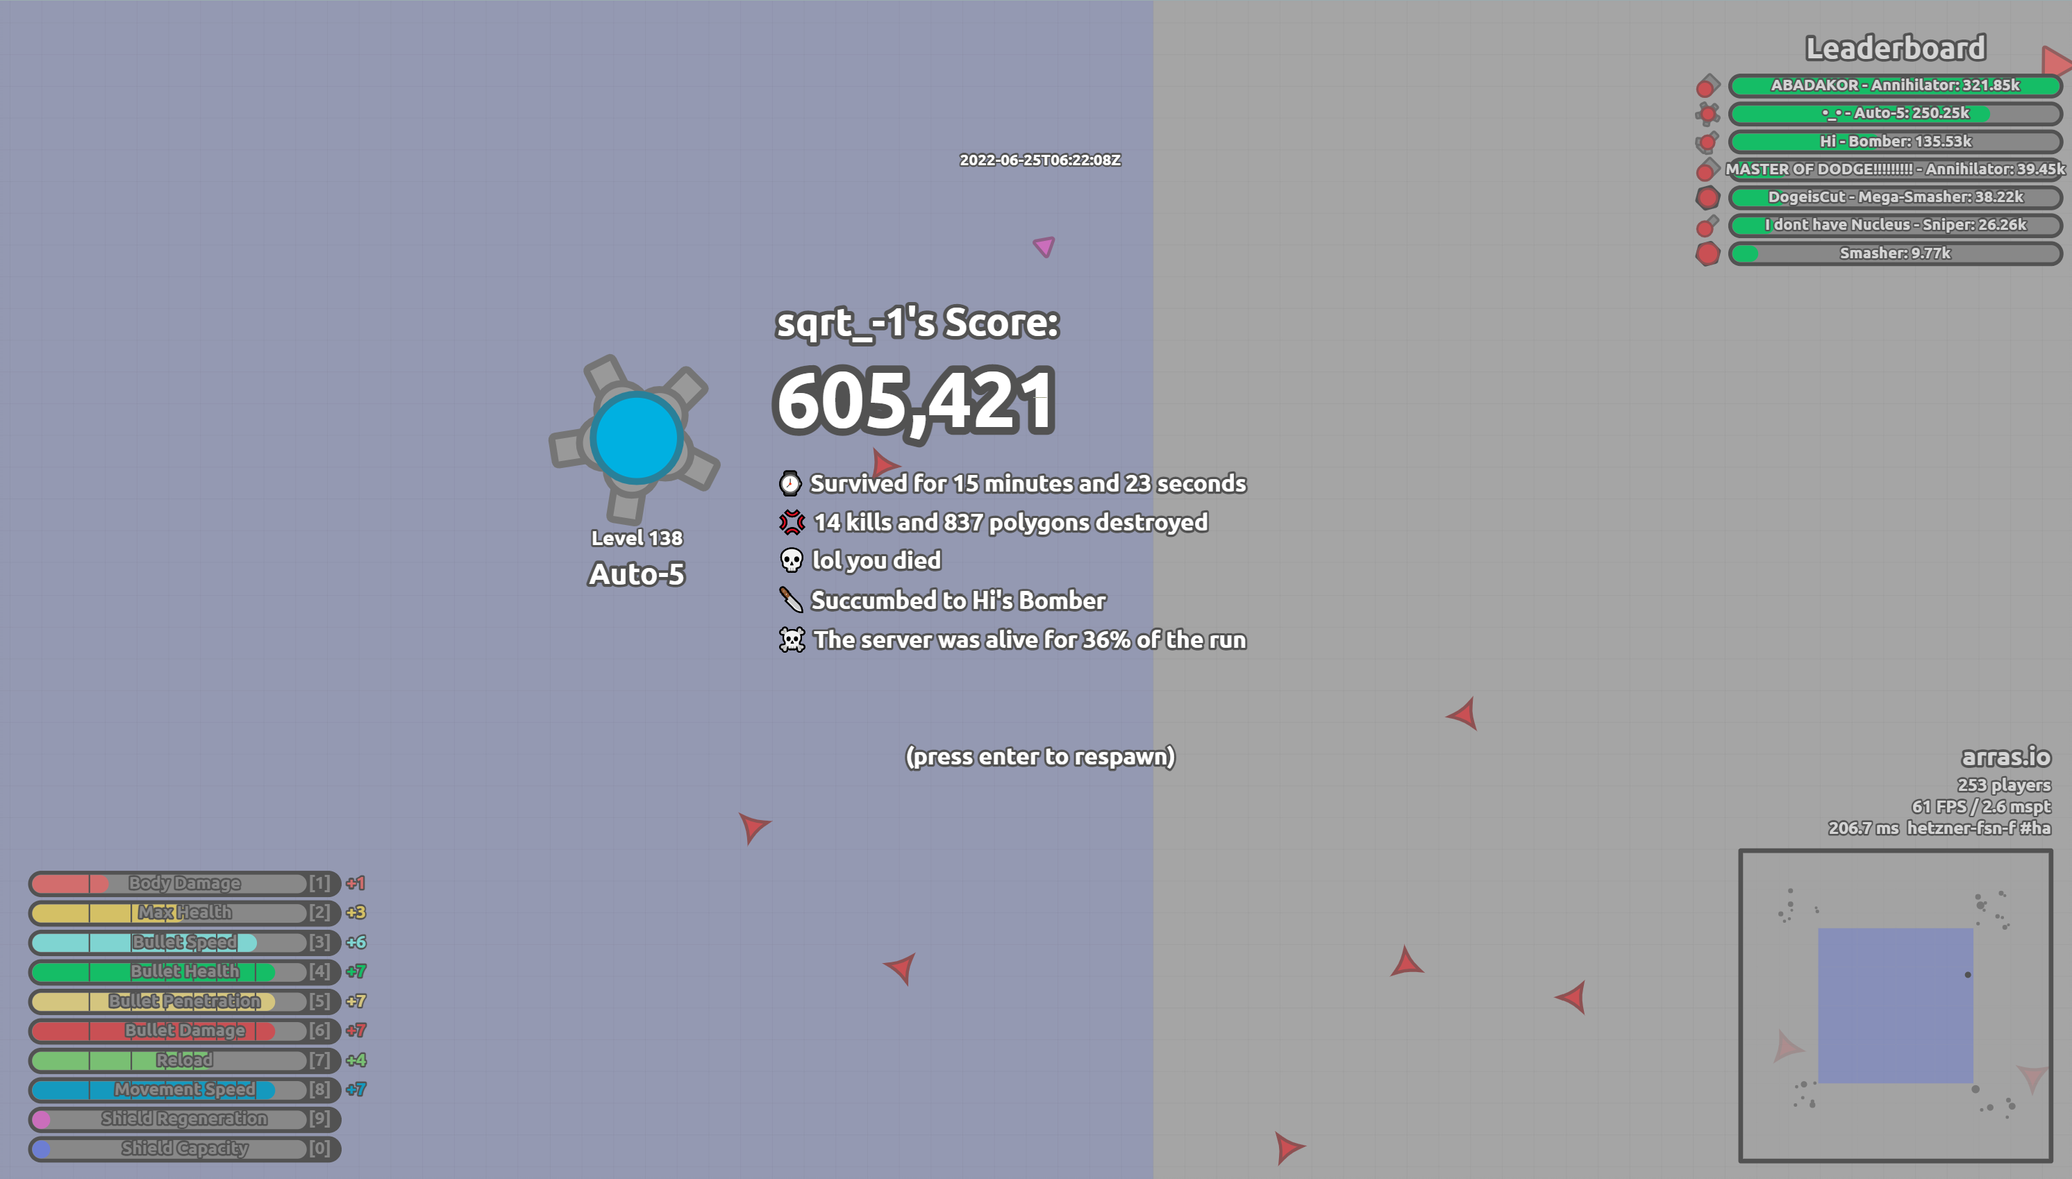 Leaderboard
ABADAKOR - Annihilator: 321.85k
•_• - Auto-5: 250.25k
Hi - Bomber: 135.53k
MASTER OF DODGE!!!!!!!!! - Annihilator: 39.45k
DogeisCut - Mega-Smasher: 38.22k
I dont have Nucleus - Sniper: 26.26k
Smasher: 9.77k
2022-06-25T06:22:08Z
sqrt_-1's Score:
605,421
Survived for 15 minutes and 23 seconds
14 kills and 837 polygons destroyed
lol you died
Succumbed to Hi's Bomber
The server was alive for 36% of the run
Level 138
Auto-5
(press enter to respawn)
arras.io
253 players
61 FPS / 2.6 mspt
206.7 ms hetzner-fsn-f #ha
Body Damage [1] +1
Max Health [2] +3
Bullet Speed [3] +6
Bullet Health [4] +7
Bullet Penetration [5] +7
Bullet Damage [6] +7
Reload [7] +4
Movement Speed [8] +7
Shield Regeneration [9]
Shield Capacity [0]